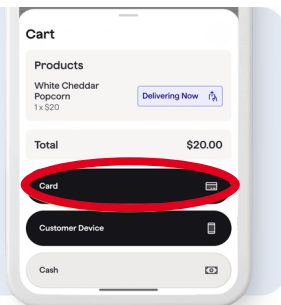 Cart
Products
White Cheddar
Popcorn
1 x $20
Delivering Now
Total $20.00
Card
Customer Device
Cash